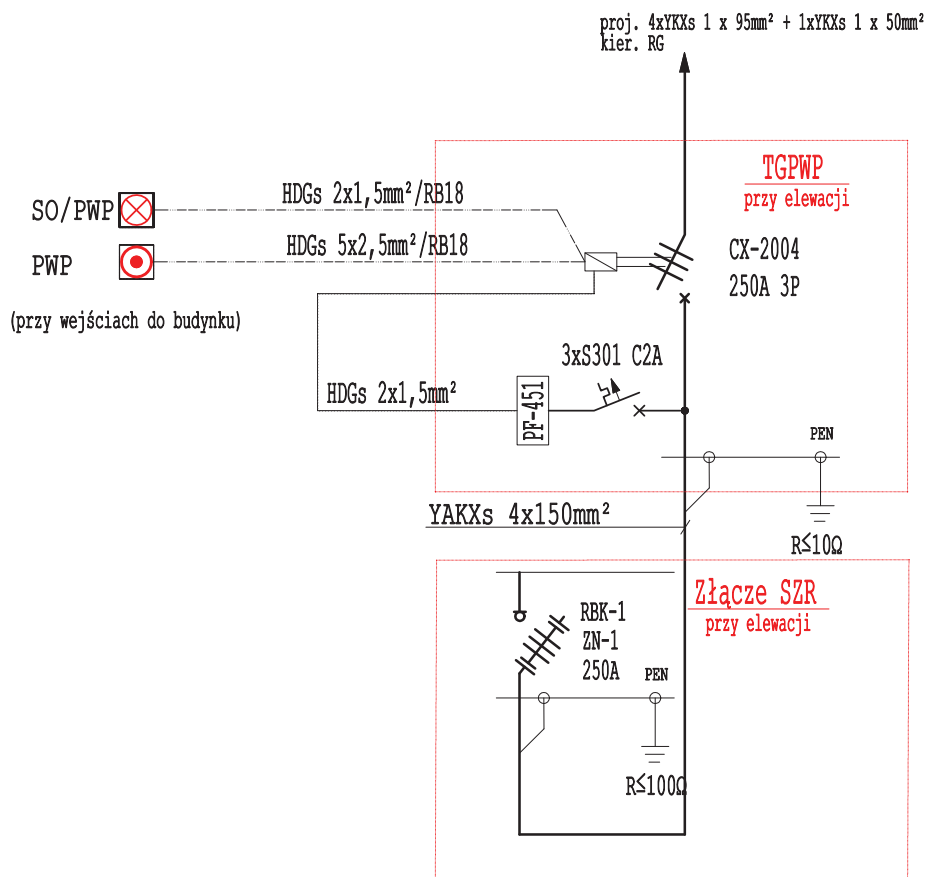 proj. 4xYKXs 1 x 95mm² + 1xYKXs 1 x 50mm²
kier. RG
TGPWP
przy elewacji
SO/PWP
HDGs 2x1,5mm²/RB18
PWP
HDGs 5x2,5mm²/RB18
CX-2004
250A 3P
(przy wejściach do budynku)
3xS301 C2A
HDGs 2x1,5mm²
PF-451
PEN
YAKXs 4x150mm²
R≤10Ω
Złącze SZR
przy elewacji
RBK-1
ZN-1
250A
PEN
R≤100Ω